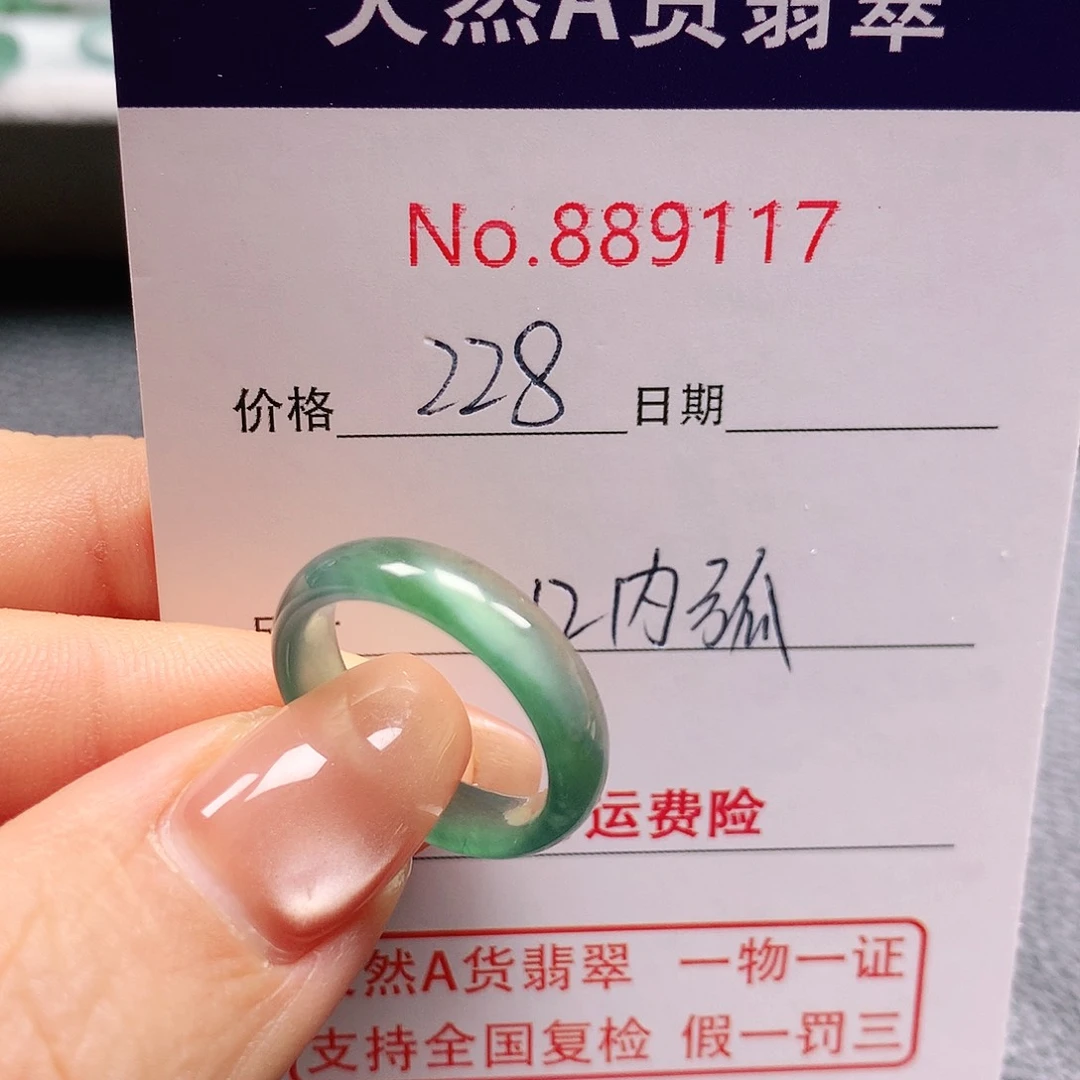 天然A货翡翠
No.889117
价格 228 日期
12内弧
运费险
然A货翡翠 一物一证
支持全国复检 假一罚三